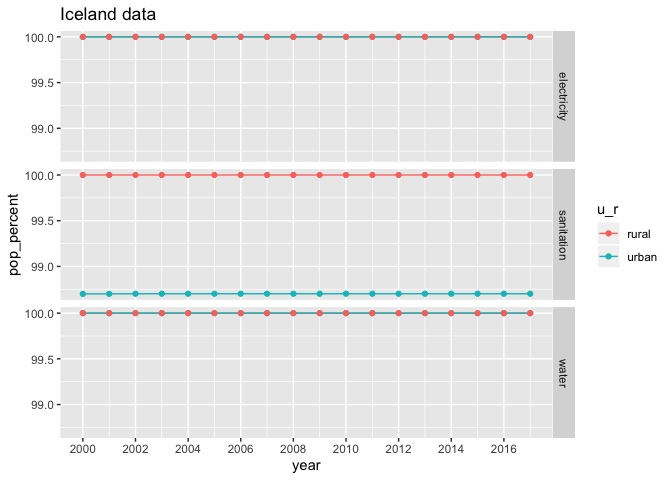 Iceland data
100.0
99.5
99.0
electricity
100.0
99.5
99.0
sanitation
100.0
99.5
99.0
water
pop_percent
2000 2002 2004 2006 2008 2010 2012 2014 2016
year
u_r
rural
urban